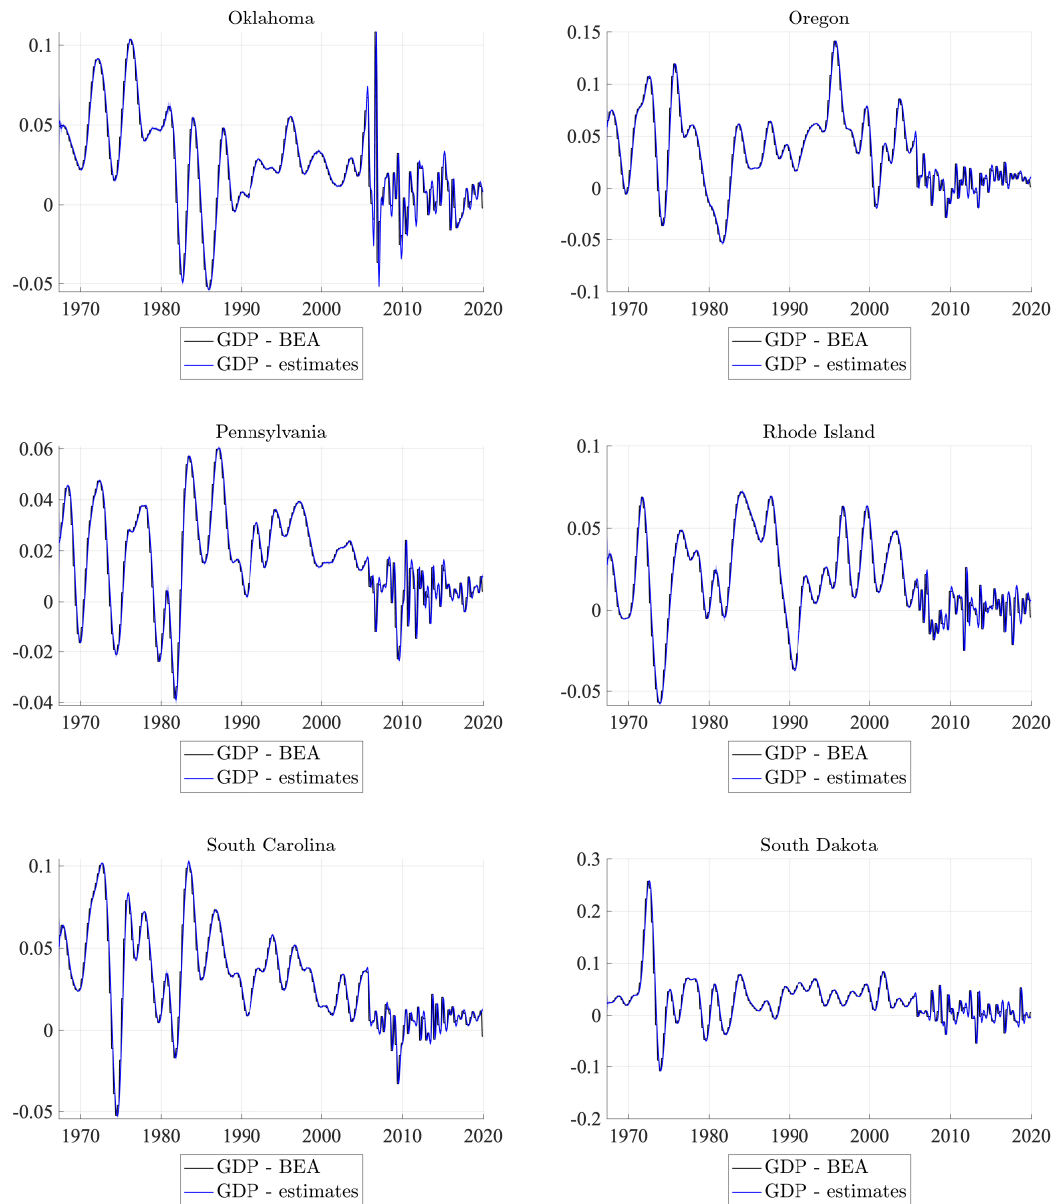 Oklahoma
0.1
0.05
0
-0.05
1970 1980 1990 2000 2010 2020
GDP - BEA
GDP - estimates
Oregon
0.15
0.1
0.05
0
-0.05
-0.1
1970 1980 1990 2000 2010 2020
GDP - BEA
GDP - estimates
Pennsylvania
0.06
0.04
0.02
0
-0.02
-0.04
1970 1980 1990 2000 2010 2020
GDP - BEA
GDP - estimates
Rhode Island
0.1
0.05
0
-0.05
1970 1980 1990 2000 2010 2020
GDP - BEA
GDP - estimates
South Carolina
0.1
0.05
0
-0.05
1970 1980 1990 2000 2010 2020
GDP - BEA
GDP - estimates
South Dakota
0.3
0.2
0.1
0
-0.1
-0.2
1970 1980 1990 2000 2010 2020
GDP - BEA
GDP - estimates